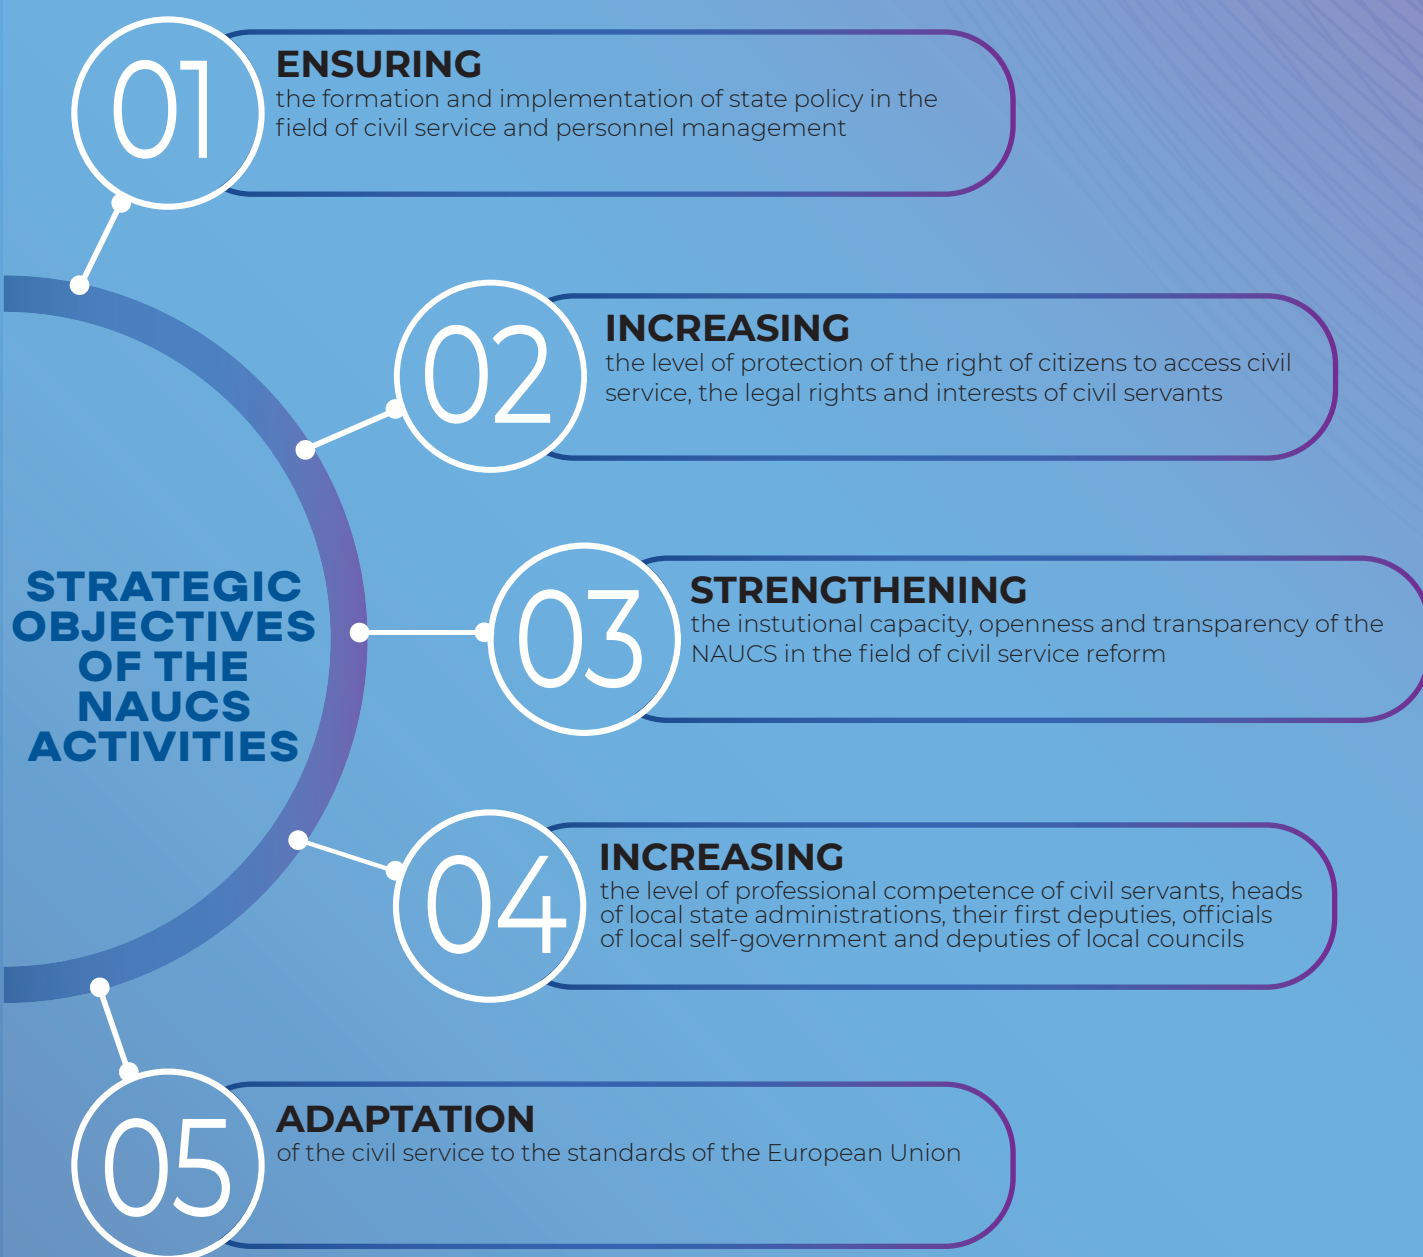 STRATEGIC
OBJECTIVES
OF THE
NAUCS
ACTIVITIES
01
ENSURING
the formation and implementation of state policy in the
field of civil service and personnel management
02
INCREASING
the level of protection of the right of citizens to access civil
service, the legal rights and interests of civil servants
03
STRENGTHENING
the instutional capacity, openness and transparency of the
NAUCS in the field of civil service reform
04
INCREASING
the level of professional competence of civil servants, heads
of local state administrations, their first deputies, officials
of local self-government and deputies of local councils
05
ADAPTATION
of the civil service to the standards of the European Union